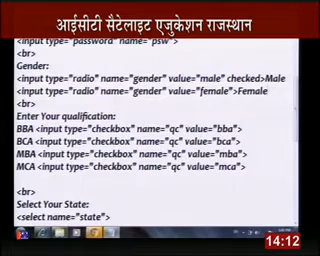 आईसीटी सैटेलाइट एजुकेशन राजस्थान
<input type="password" name="psw">
<br>
Gender:
<input type="radio" name="gender" value="male" checked>Male
<input type="radio" name="gender" value="female">Female
<br>
Enter Your qualification:
BBA <input type="checkbox" name="qc" value="bba">
BCA <input type="checkbox" name="qc" value="bca">
MBA <input type="checkbox" name="qc" value="mba">
MCA <input type="checkbox" name="qc" value="mca">
<br>
Select Your State:
<select name="state">
14:12